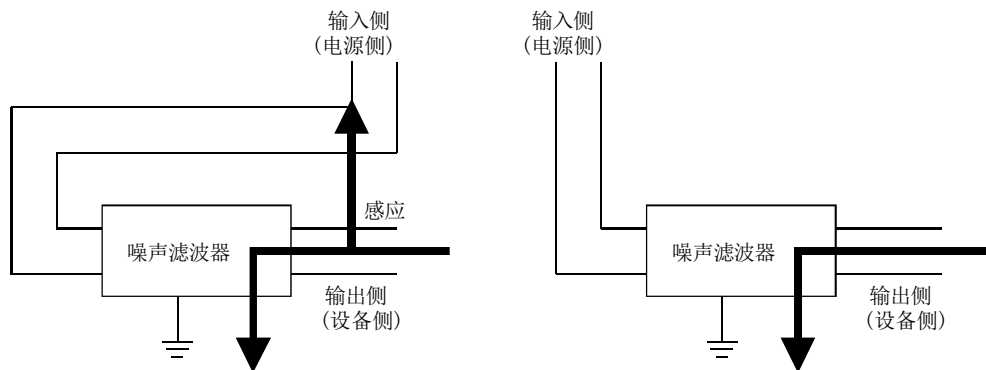 输入侧
（电源侧）
感应
噪声滤波器
输出侧
（设备侧）
输入侧
（电源侧）
噪声滤波器
输出侧
（设备侧）